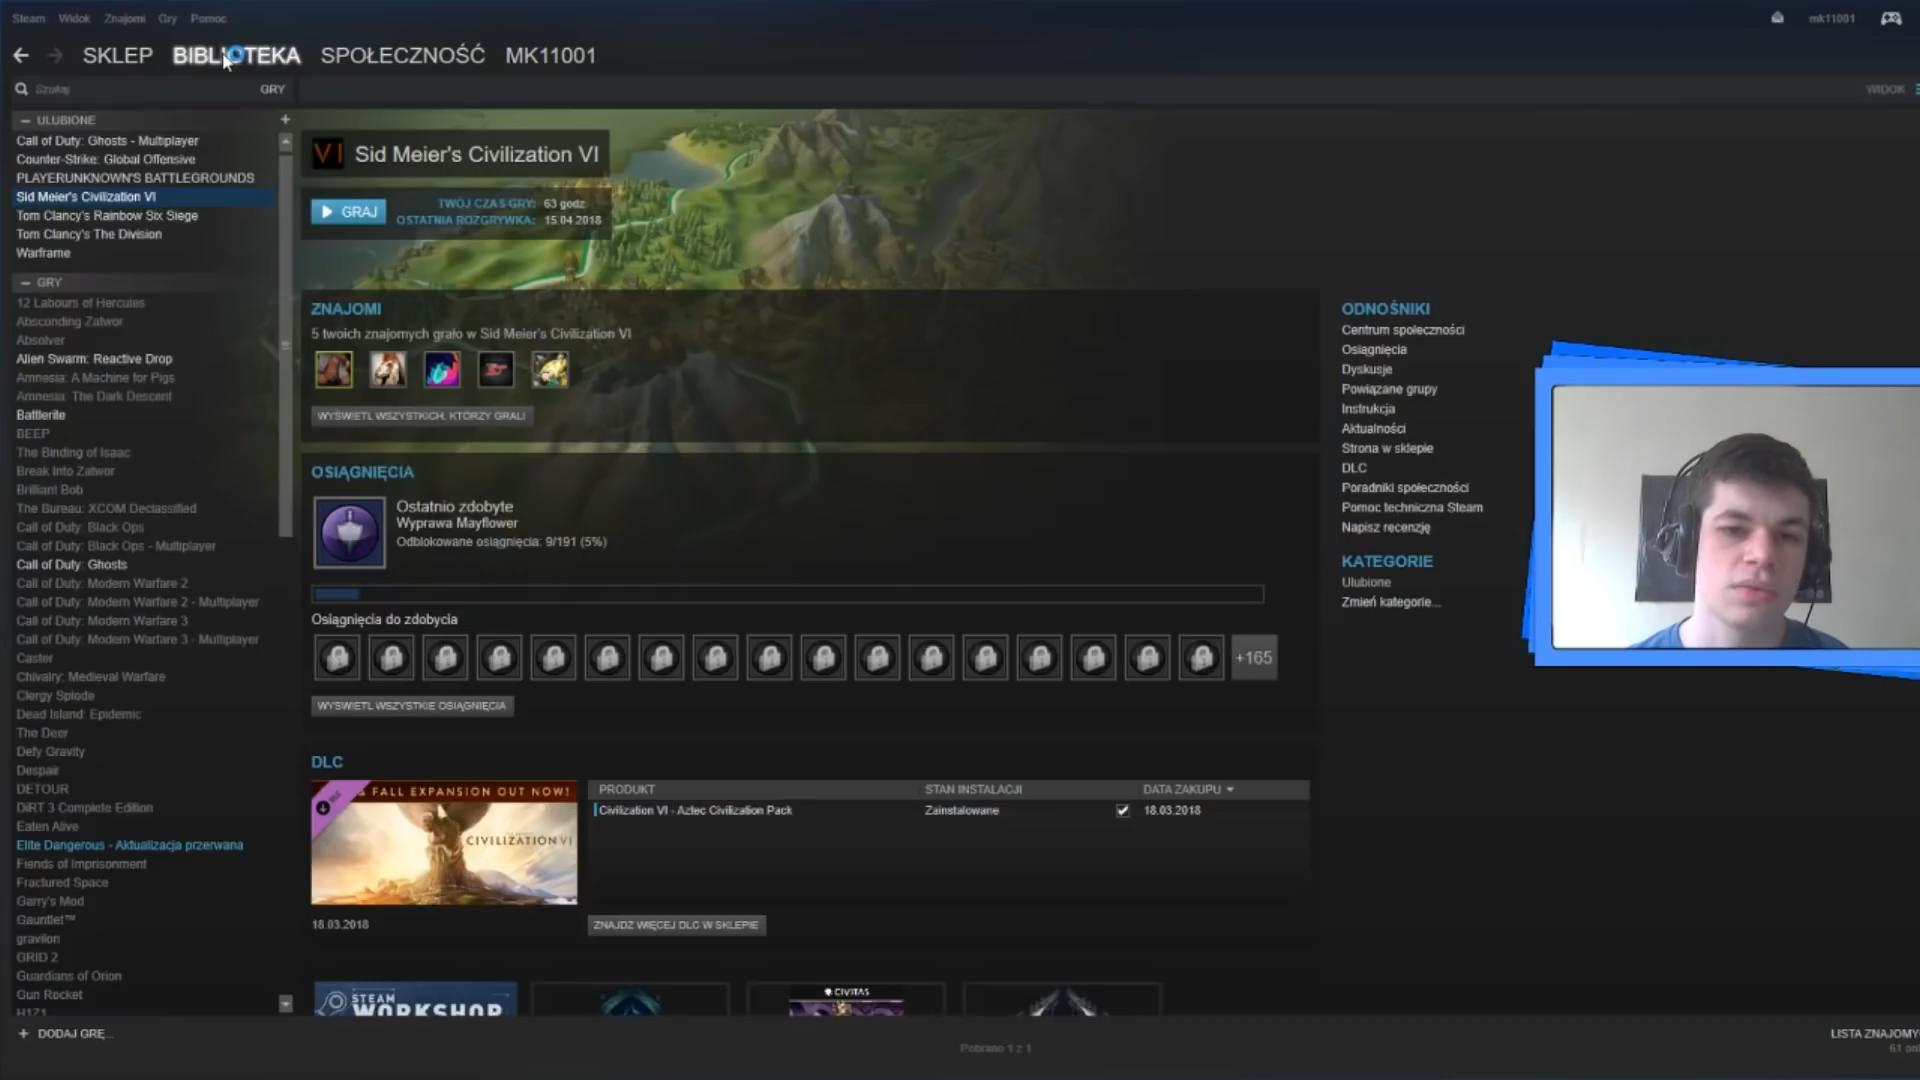 Steam Widok Znajomi Gry Pomoc
mk11001
SKLEP BIBLIOTEKA SPOŁECZNOŚĆ MK11001
Szukaj GRY
WIDOK
— ULUBIONE +
Call of Duty: Ghosts - Multiplayer
Counter-Strike: Global Offensive
PLAYERUNKNOWN'S BATTLEGROUNDS
Sid Meier's Civilization VI
Tom Clancy's Rainbow Six Siege
Tom Clancy's The Division
Warframe
— GRY
12 Labours of Hercules
Absconding Zatwor
Absolver
Alien Swarm: Reactive Drop
Amnesia: A Machine for Pigs
Amnesia: The Dark Descent
Battlerite
BEEP
The Binding of Isaac
Break Into Zatwor
Brilliant Bob
The Bureau: XCOM Declassified
Call of Duty: Black Ops
Call of Duty: Black Ops - Multiplayer
Call of Duty: Ghosts
Call of Duty: Modern Warfare 2
Call of Duty: Modern Warfare 2 - Multiplayer
Call of Duty: Modern Warfare 3
Call of Duty: Modern Warfare 3 - Multiplayer
Caster
Chivalry: Medieval Warfare
Clergy Splode
Dead Island: Epidemic
The Deer
Defy Gravity
Despair
DETOUR
DiRT 3 Complete Edition
Eaten Alive
Elite Dangerous - Aktualizacja przerwana
Fiends of Imprisonment
Fractured Space
Garry's Mod
Gauntlet™
gravilon
GRID 2
Guardians of Orion
Gun Rocket
H1Z1
+ DODAJ GRĘ...
VI Sid Meier's Civilization VI
GRAJ
TWÓJ CZAS GRY: 63 godz.
OSTATNIA ROZGRYWKA: 15.04.2018
ZNAJOMI
5 twoich znajomych grało w Sid Meier's Civilization VI
WYŚWIETL WSZYSTKICH, KTÓRZY GRALI
OSIĄGNIĘCIA
Ostatnio zdobyte
Wyprawa Mayflower
Odblokowane osiągnięcia: 9/191 (5%)
Osiągnięcia do zdobycia
+165
WYŚWIETL WSZYSTKIE OSIĄGNIĘCIA
DLC
FALL EXPANSION OUT NOW!
CIVILIZATION VI
DLC
18.03.2018
PRODUKT STAN INSTALACJI DATA ZAKUPU
Civilization VI - Aztec Civilization Pack Zainstalowane 18.03.2018
ZNAJDŹ WIĘCEJ DLC W SKLEPIE
STEAM
WORKSHOP
CIVITAS
Pobrano 1 z 1
ODNOŚNIKI
Centrum społeczności
Osiągnięcia
Dyskusje
Powiązane grupy
Instrukcja
Aktualności
Strona w sklepie
DLC
Poradniki społeczności
Pomoc techniczna Steam
Napisz recenzję
KATEGORIE
Ulubione
Zmień kategorie...
LISTA ZNAJOMY
61 onl